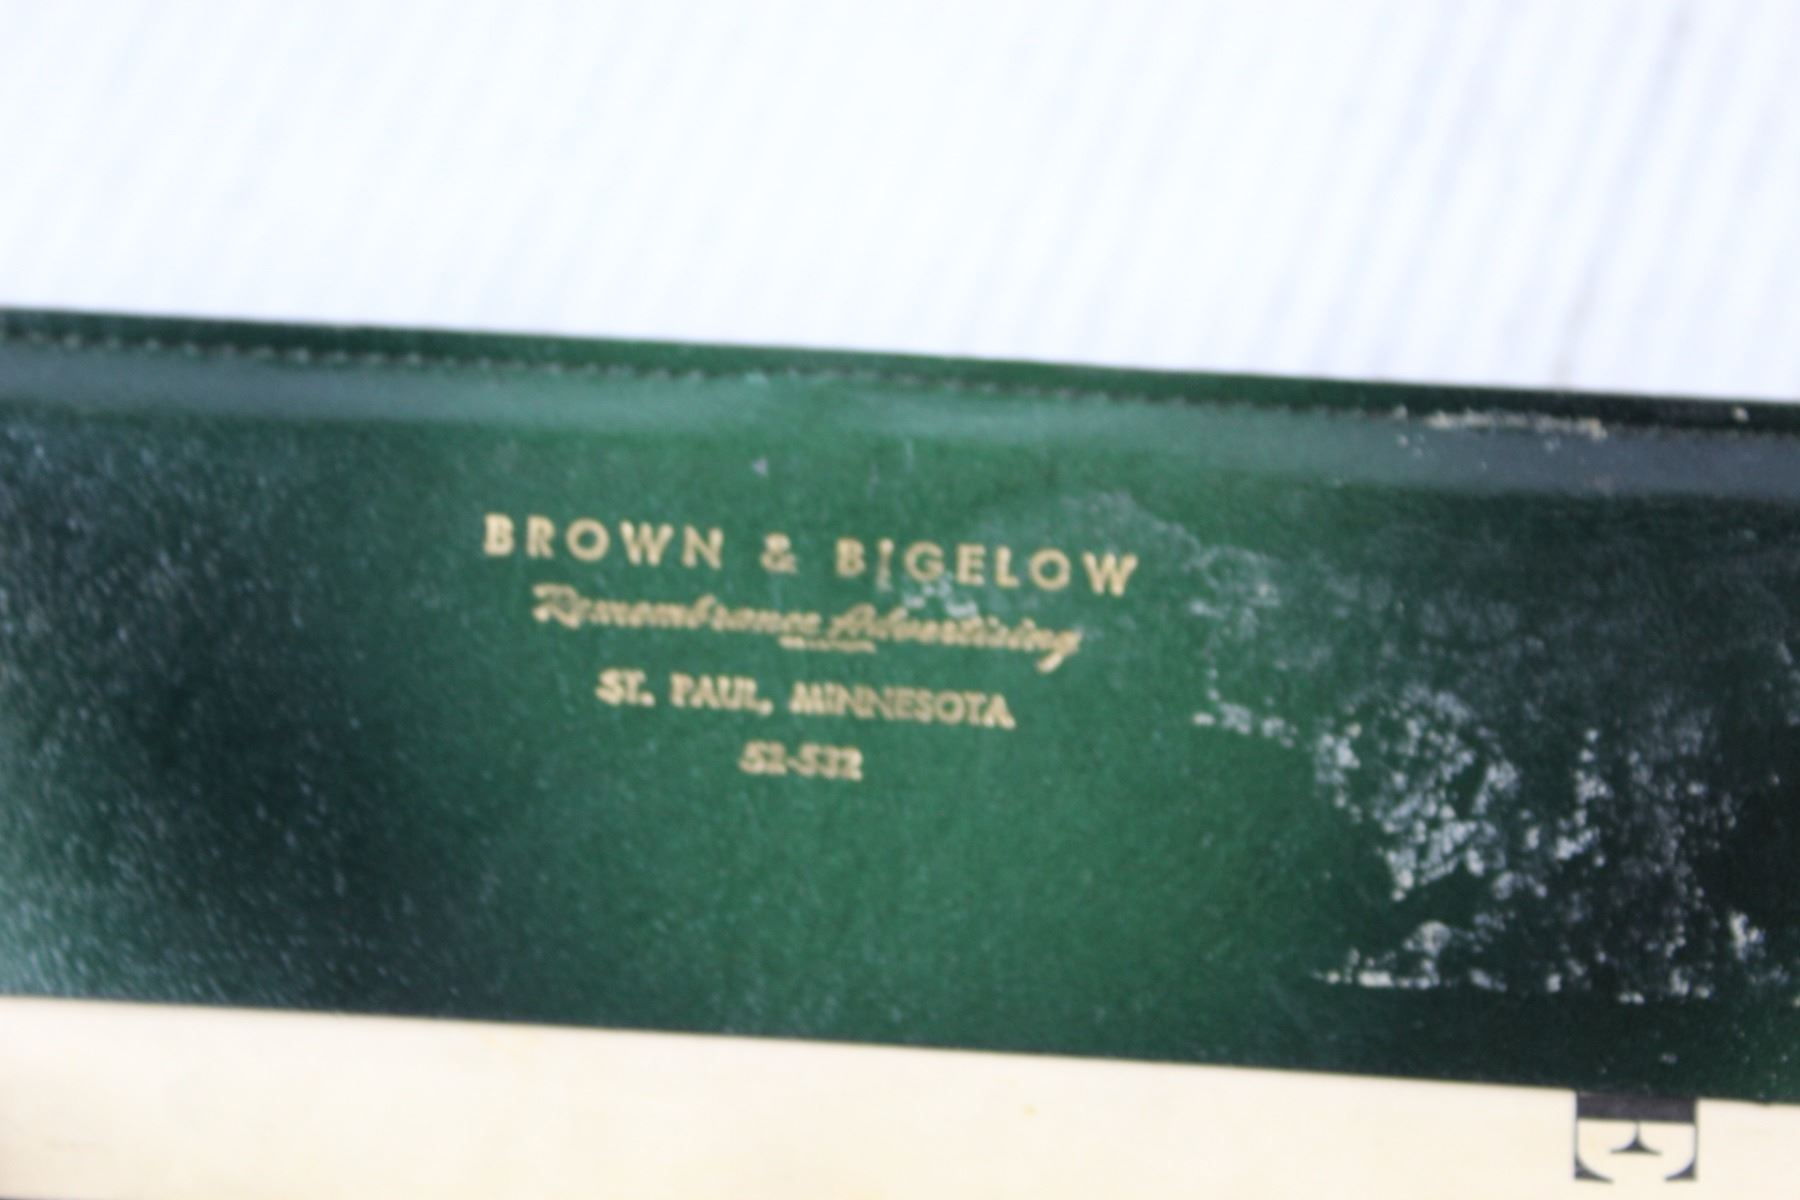 BROWN & BIGELOW
Remembrance Advertising
ST. PAUL, MINNESOTA
52-532